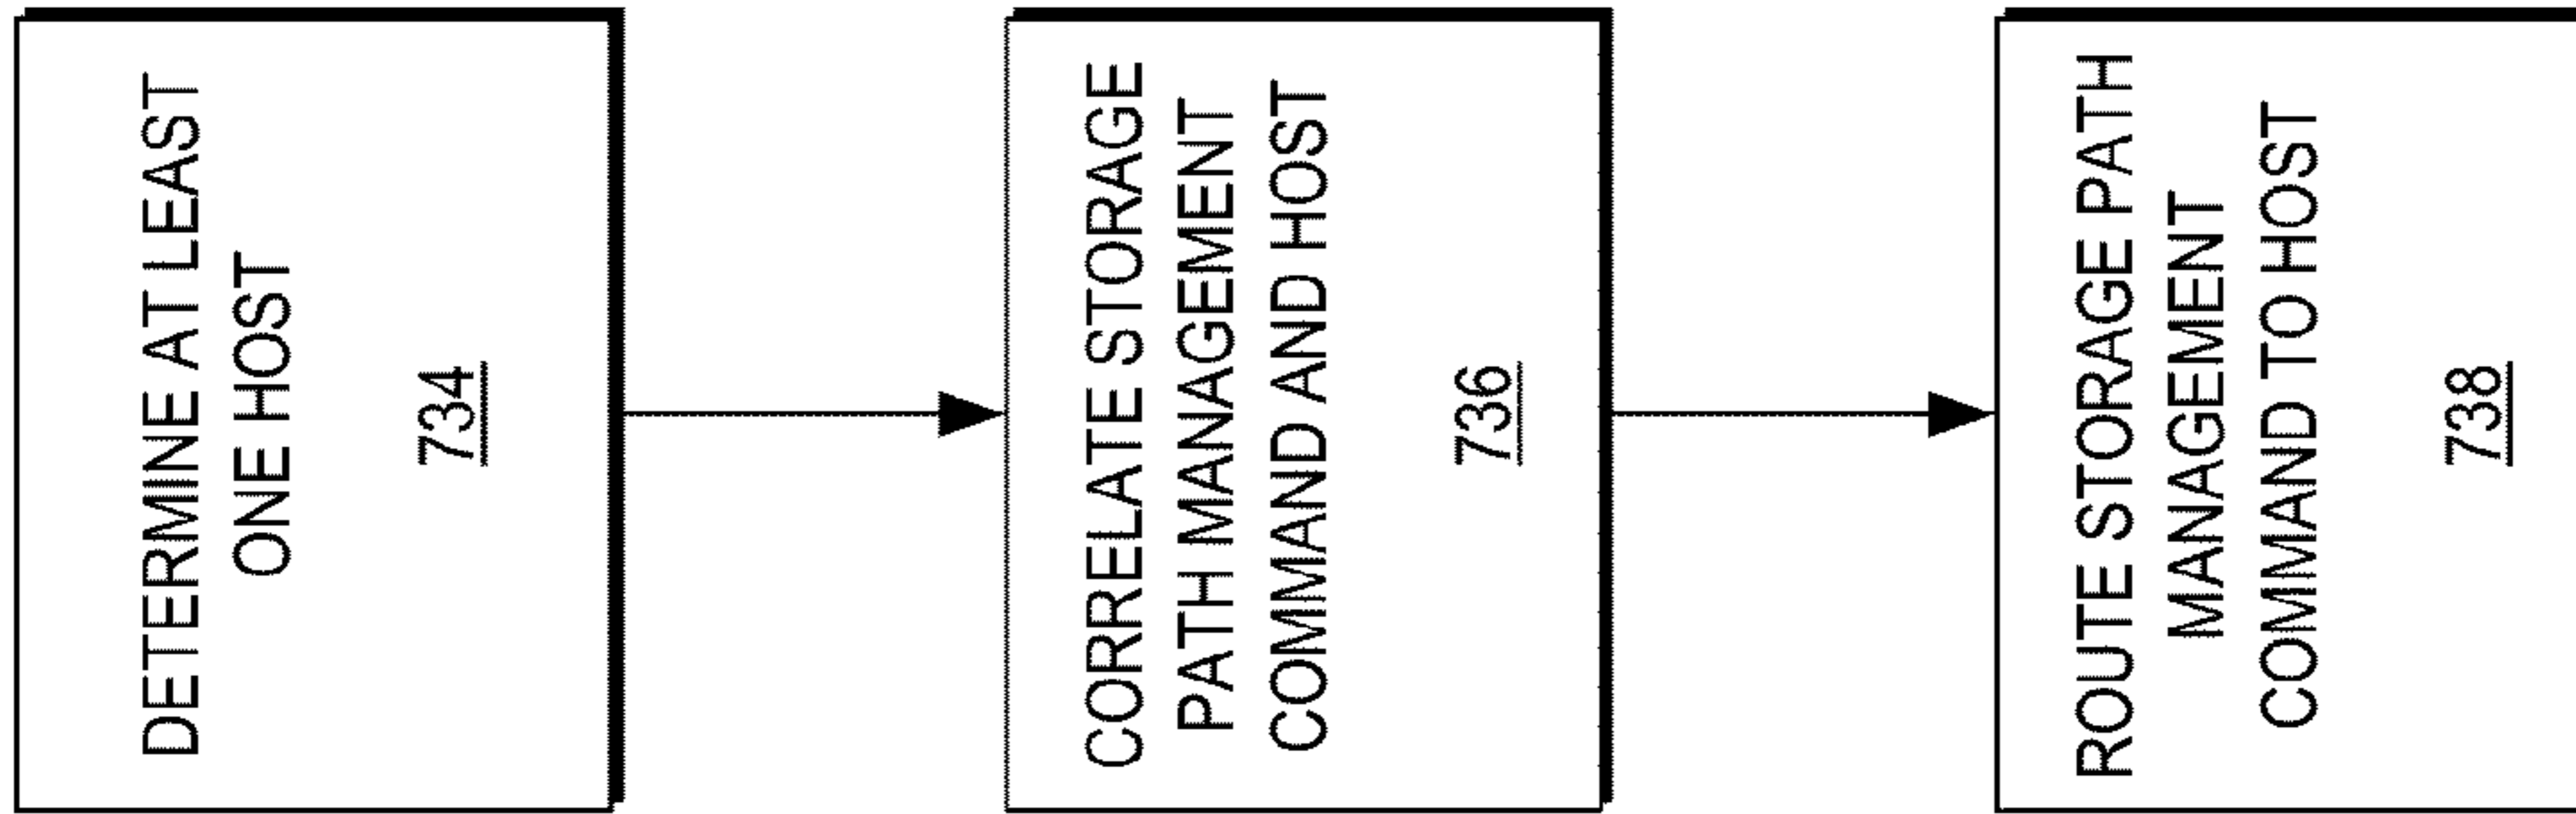 DETERMINE AT LEAST
ONE HOST
734
CORRELATE STORAGE
PATH MANAGEMENT
COMMAND AND HOST
736
ROUTE STORAGE PATH
MANAGEMENT
COMMAND TO HOST
738